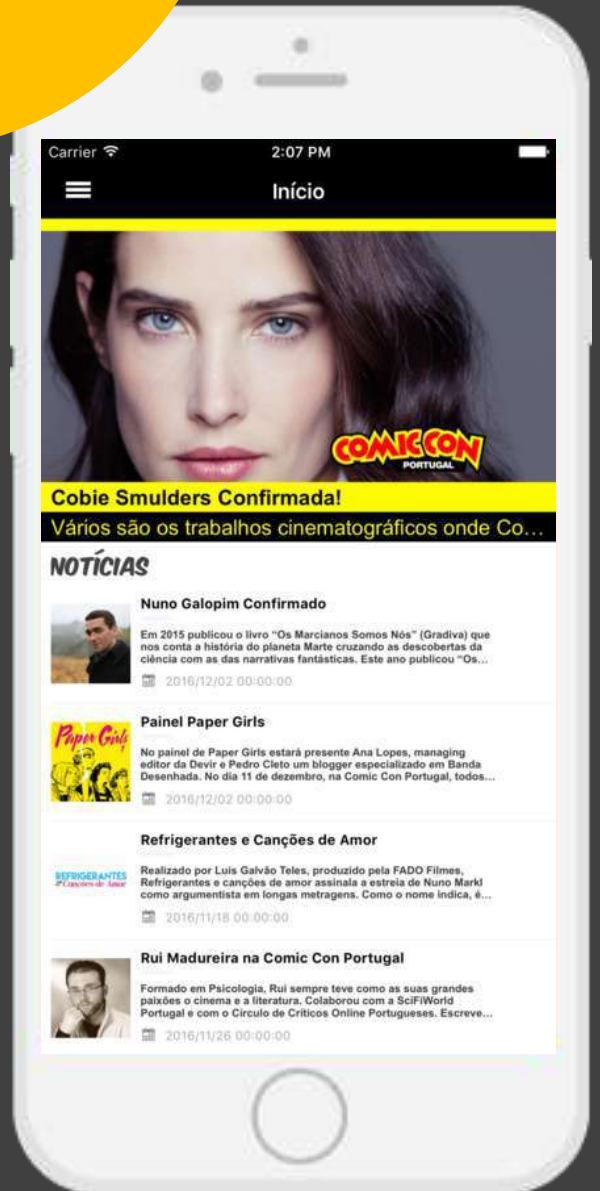 Carrier
2:07 PM
Início
COMIC CON
PORTUGAL
Cobie Smulders Confirmada!
Vários são os trabalhos cinematográficos onde Co...
NOTÍCIAS
Nuno Galopim Confirmado
Em 2015 publicou o livro “Os Marcianos Somos Nós” (Gradiva) que
nos conta a história do planeta Marte cruzando as descobertas da
ciência com as das narrativas fantásticas. Este ano publicou “Os...
2016/12/02 00:00:00
Paper Girls
Painel Paper Girls
No painel de Paper Girls estará presente Ana Lopes, managing
editor da Devir e Pedro Cleto um blogger especializado em Banda
Desenhada. No dia 11 de dezembro, na Comic Con Portugal, todos...
2016/12/02 00:00:00
REFRIGERANTES
e Canções de Amor
Refrigerantes e Canções de Amor
Realizado por Luís Galvão Teles, produzido pela FADO Filmes,
Refrigerantes e canções de amor assinala a estreia de Nuno Markl
como argumentista em longas metragens. Como o nome indica, é...
2016/11/18 00:00:00
Rui Madureira na Comic Con Portugal
Formado em Psicologia, Rui sempre teve como as suas grandes
paixões o cinema e a literatura. Colaborou com a SciFiWorld
Portugal e com o Círculo de Críticos Online Portugueses. Escreve...
2016/11/26 00:00:00